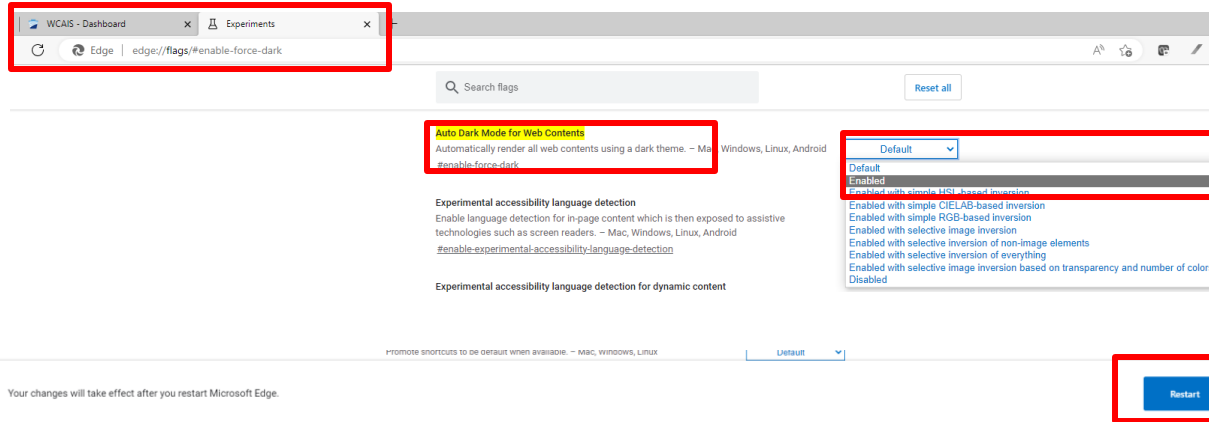 WCAIS - Dashboard
Experiments
Edge
edge://flags/#enable-force-dark
Search flags
Reset all
Auto Dark Mode for Web Contents
Automatically render all web contents using a dark theme. – Mac, Windows, Linux, Android
#enable-force-dark
Default
Default
Enabled
Enabled with simple HSL-based inversion
Enabled with simple CIELAB-based inversion
Enabled with simple RGB-based inversion
Enabled with selective image inversion
Enabled with selective inversion of non-image elements
Enabled with selective inversion of everything
Enabled with selective image inversion based on transparency and number of color
Disabled
Experimental accessibility language detection
Enable language detection for in-page content which is then exposed to assistive
technologies such as screen readers. – Mac, Windows, Linux, Android
#enable-experimental-accessibility-language-detection
Experimental accessibility language detection for dynamic content
Promote shortcuts to be default when available. – Mac, Windows, Linux
Default
Your changes will take effect after you restart Microsoft Edge.
Restart